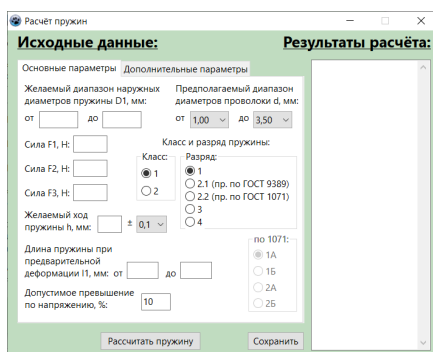 Расчёт пружин
Исходные данные:
Результаты расчёта:
Основные параметры Дополнительные параметры
Желаемый диапазон наружных
диаметров пружины D1, мм:
от до
Предполагаемый диапазон
диаметров проволоки d, мм:
от 1,00 до 3,50
Сила F1, Н:
Сила F2, Н:
Сила F3, Н:
Класс и разряд пружины:
Класс:
1
2
Разряд:
1
2.1 (пр. по ГОСТ 9389)
2.2 (пр. по ГОСТ 1071)
3
4
Желаемый ход
пружины h, мм: ± 0,1
Длина пружины при
предварительной
деформации l1, мм: от до
по 1071:
1А
1Б
2А
2Б
Допустимое превышение
по напряжению, %: 10
Рассчитать пружину
Сохранить